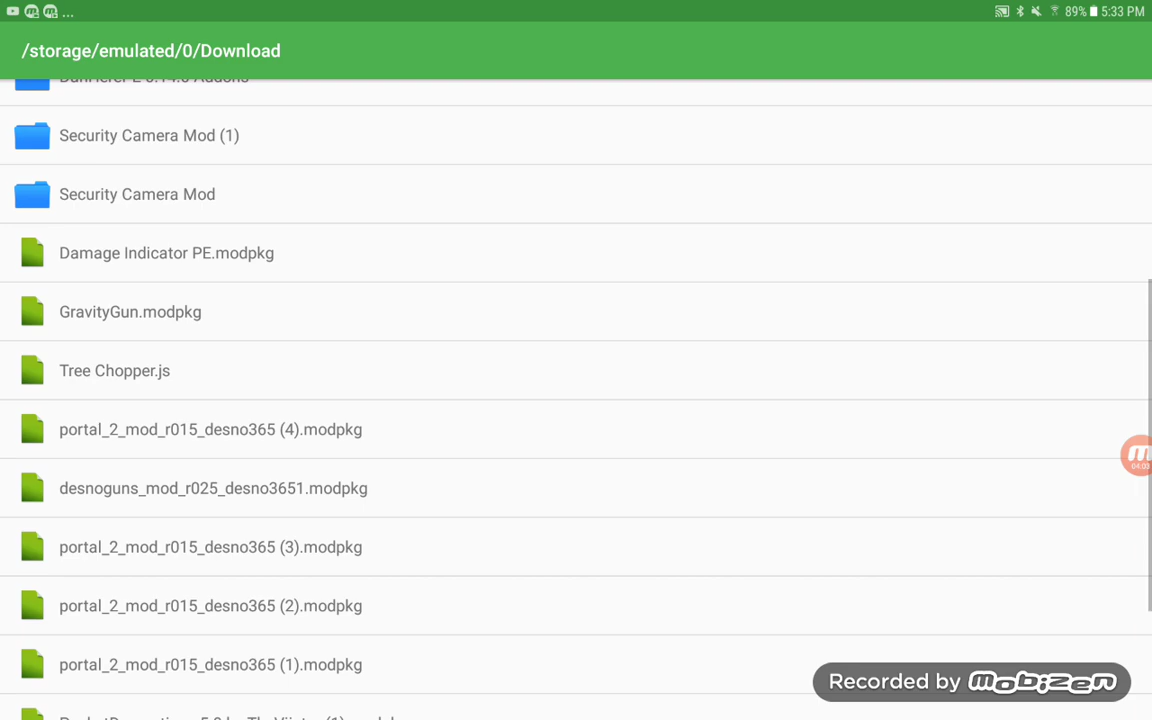 ... 89% 5:33 PM
/storage/emulated/0/Download
Security Camera Mod (1)
Security Camera Mod
Damage Indicator PE.modpkg
GravityGun.modpkg
Tree Chopper.js
portal_2_mod_r015_desno365 (4).modpkg
04:03
desnoguns_mod_r025_desno3651.modpkg
portal_2_mod_r015_desno365 (3).modpkg
portal_2_mod_r015_desno365 (2).modpkg
portal_2_mod_r015_desno365 (1).modpkg
Recorded by mobizen